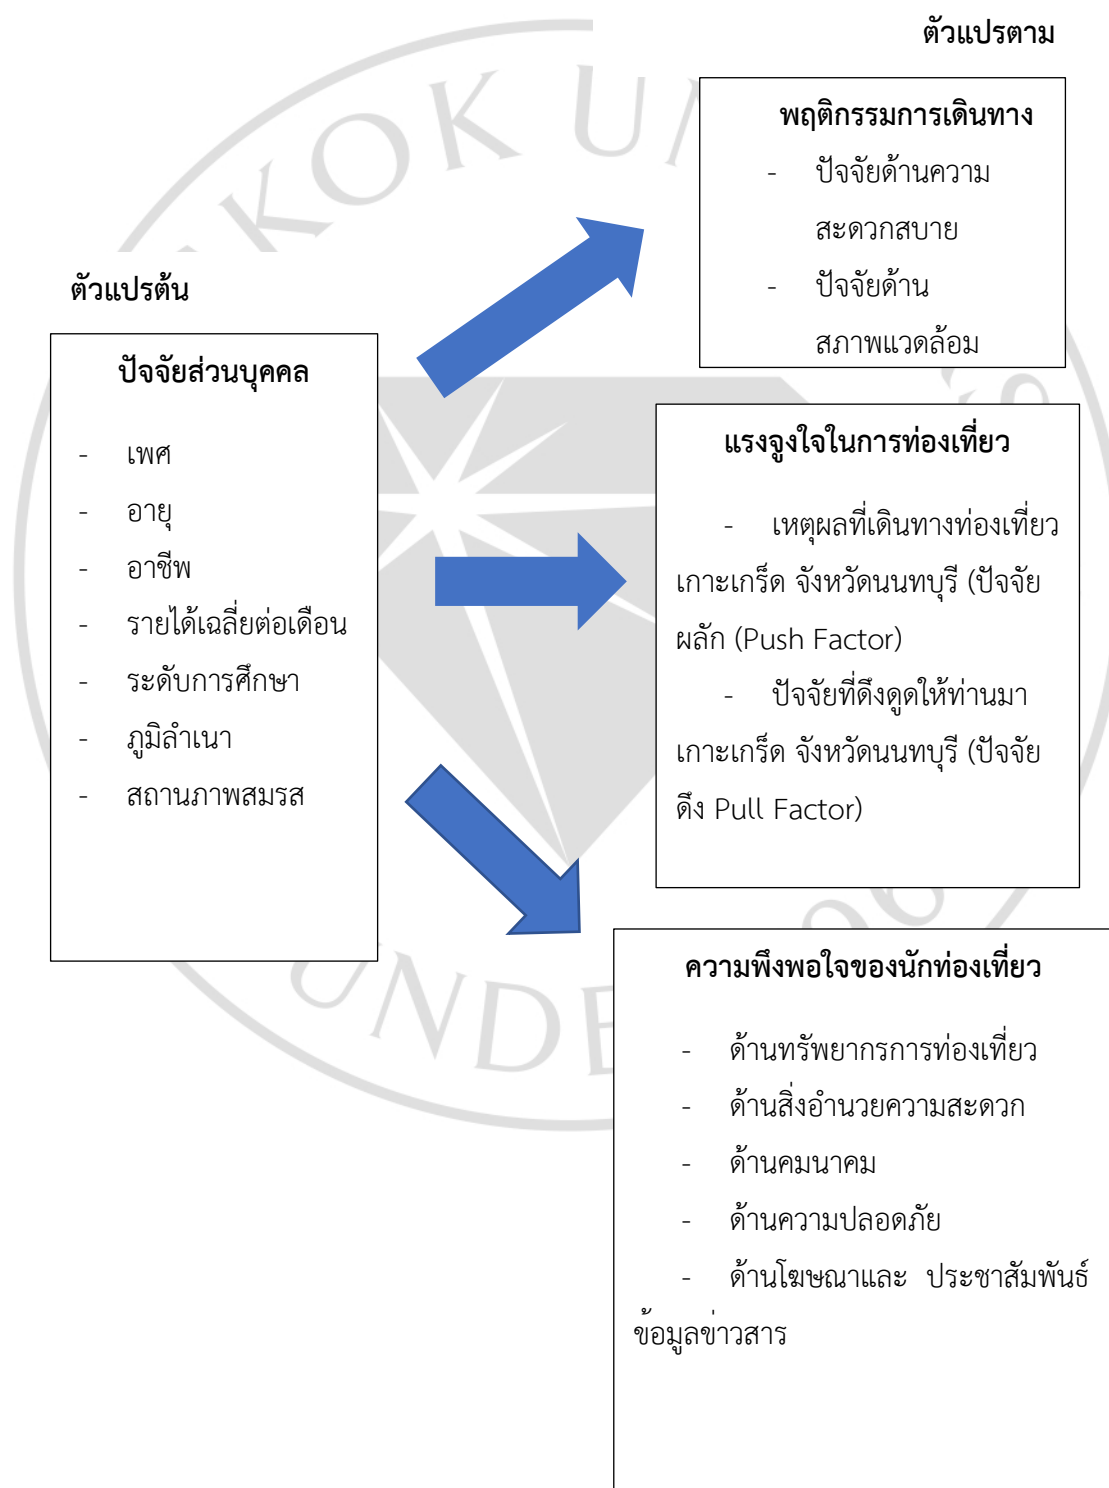 ตัวแปรตาม
พฤติกรรมการเดินทาง
- ปัจจัยด้านความ
สะดวกสบาย
- ปัจจัยด้าน
สภาพแวดล้อม
ตัวแปรต้น
ปัจจัยส่วนบุคคล
- เพศ
- อายุ
- อาชีพ
- รายได้เฉลี่ยต่อเดือน
- ระดับการศึกษา
- ภูมิลำเนา
- สถานภาพสมรส
แรงจูงใจในการท่องเที่ยว
- เหตุผลที่เดินทางท่องเที่ยว
เกาะเกร็ด จังหวัดนนทบุรี (ปัจจัย
ผลัก (Push Factor)
- ปัจจัยที่ดึงดูดให้ท่านมา
เกาะเกร็ด จังหวัดนนทบุรี (ปัจจัย
ดึง Pull Factor)
ความพึงพอใจของนักท่องเที่ยว
- ด้านทรัพยากรการท่องเที่ยว
- ด้านสิ่งอำนวยความสะดวก
- ด้านคมนาคม
- ด้านความปลอดภัย
- ด้านโฆษณาและ ประชาสัมพันธ์
ข้อมูลข่าวสาร